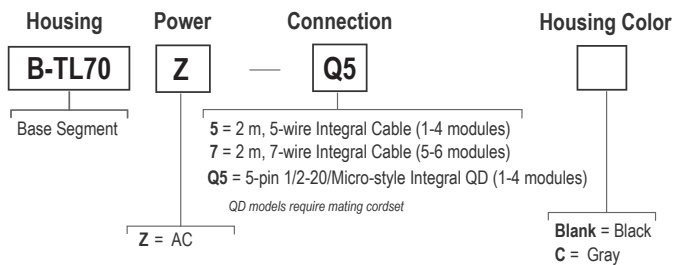 Housing Power Connection Housing Color
B-TL70 Z — Q5
Base Segment
5 = 2 m, 5-wire Integral Cable (1-4 modules)
7 = 2 m, 7-wire Integral Cable (5-6 modules)
Q5 = 5-pin 1/2-20/Micro-style Integral QD (1-4 modules)
QD models require mating cordset
Z = AC
Blank = Black
C = Gray